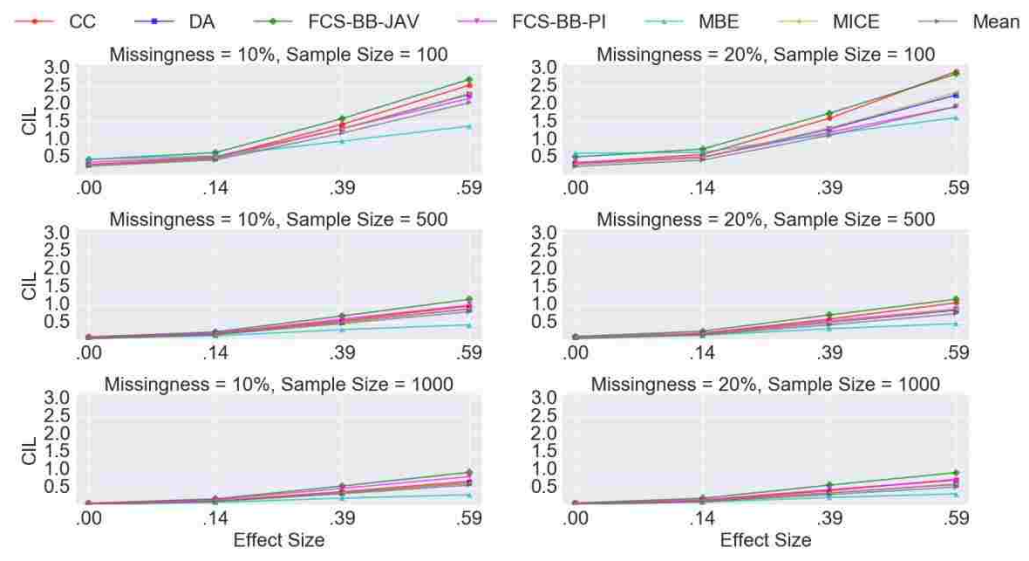 CC DA FCS-BB-JAV FCS-BB-PI MBE MICE Mean
Missingness = 10%, Sample Size = 100
Missingness = 20%, Sample Size = 100
CIL
3.0
2.5
2.0
1.5
1.0
0.5
.00 .14 .39 .59
3.0
2.5
2.0
1.5
1.0
0.5
.00 .14 .39 .59
Missingness = 10%, Sample Size = 500
Missingness = 20%, Sample Size = 500
CIL
3.0
2.5
2.0
1.5
1.0
0.5
.00 .14 .39 .59
3.0
2.5
2.0
1.5
1.0
0.5
.00 .14 .39 .59
Missingness = 10%, Sample Size = 1000
Missingness = 20%, Sample Size = 1000
CIL
3.0
2.5
2.0
1.5
1.0
0.5
.00 .14 .39 .59
Effect Size
3.0
2.5
2.0
1.5
1.0
0.5
.00 .14 .39 .59
Effect Size